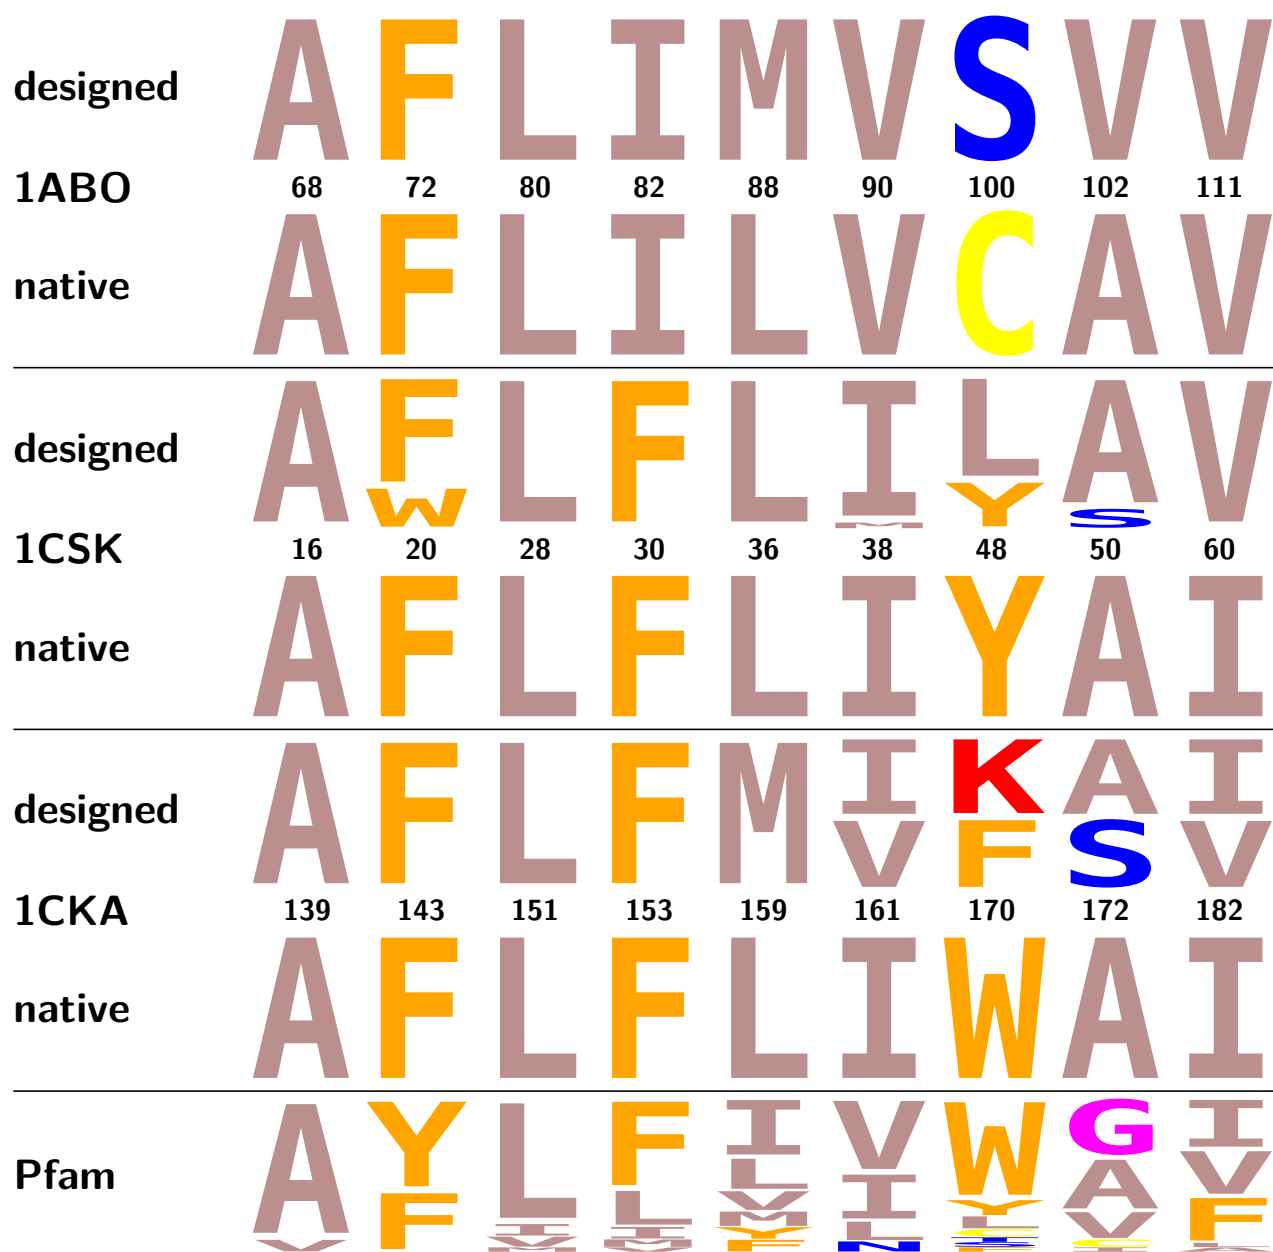 designed A F L I M V S V V
1ABO 68 72 80 82 88 90 100 102 111
native A F L I L V C A V
designed A F L F L I L A V
W Y S
1CSK 16 20 28 30 36 38 48 50 60
native A F L F L I Y A I
designed A F L F M I K A I
V F S V
1CKA 139 143 151 153 159 161 170 172 182
native A F L F L I W A I
Pfam A Y L F I V W G I
F L L I Y A V
V M L V F
Y N
F